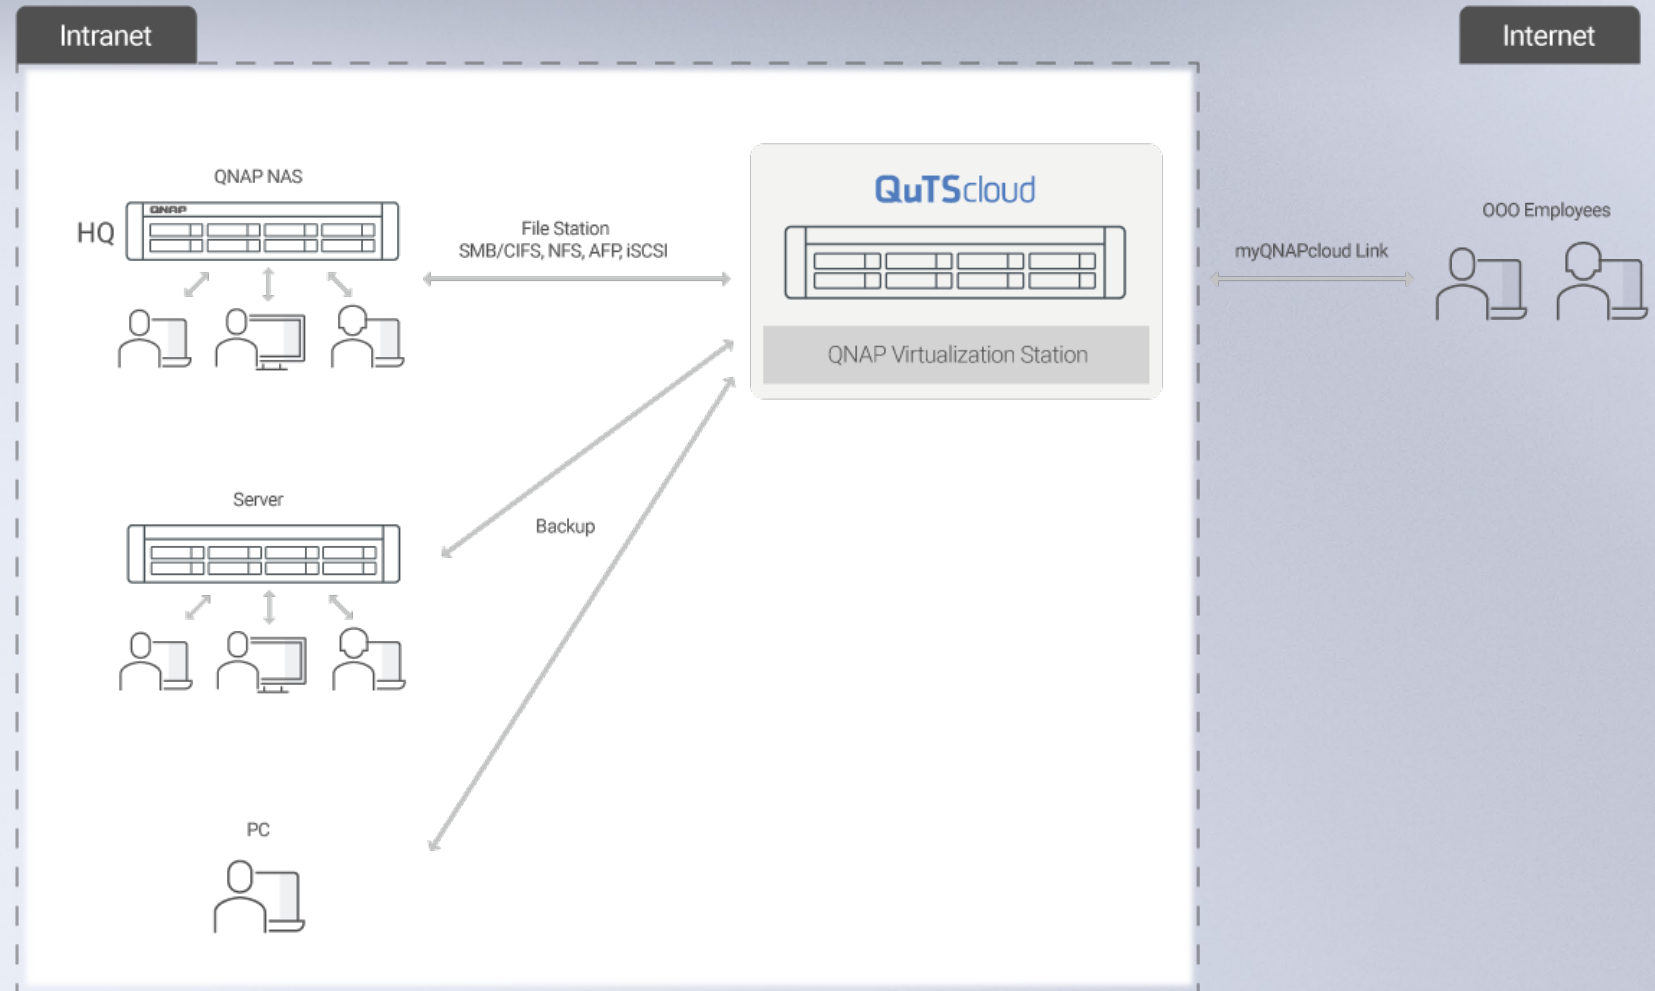 Intranet
Internet
QNAP NAS
QNAP
HQ
File Station
SMB/CIFS, NFS, AFP, iSCSI
QuTScloud
QNAP Virtualization Station
myQNAPcloud Link
OOO Employees
Server
Backup
PC